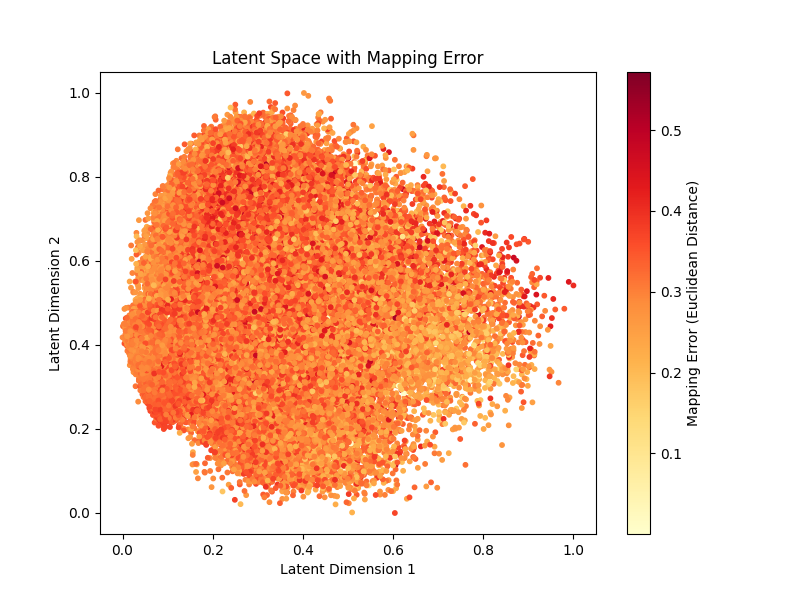 Latent Space with Mapping Error
1.0
0.8
0.6
0.4
0.2
0.0
Latent Dimension 2
0.0 0.2 0.4 0.6 0.8 1.0
Latent Dimension 1
0.5
0.4
0.3
0.2
0.1
Mapping Error (Euclidean Distance)